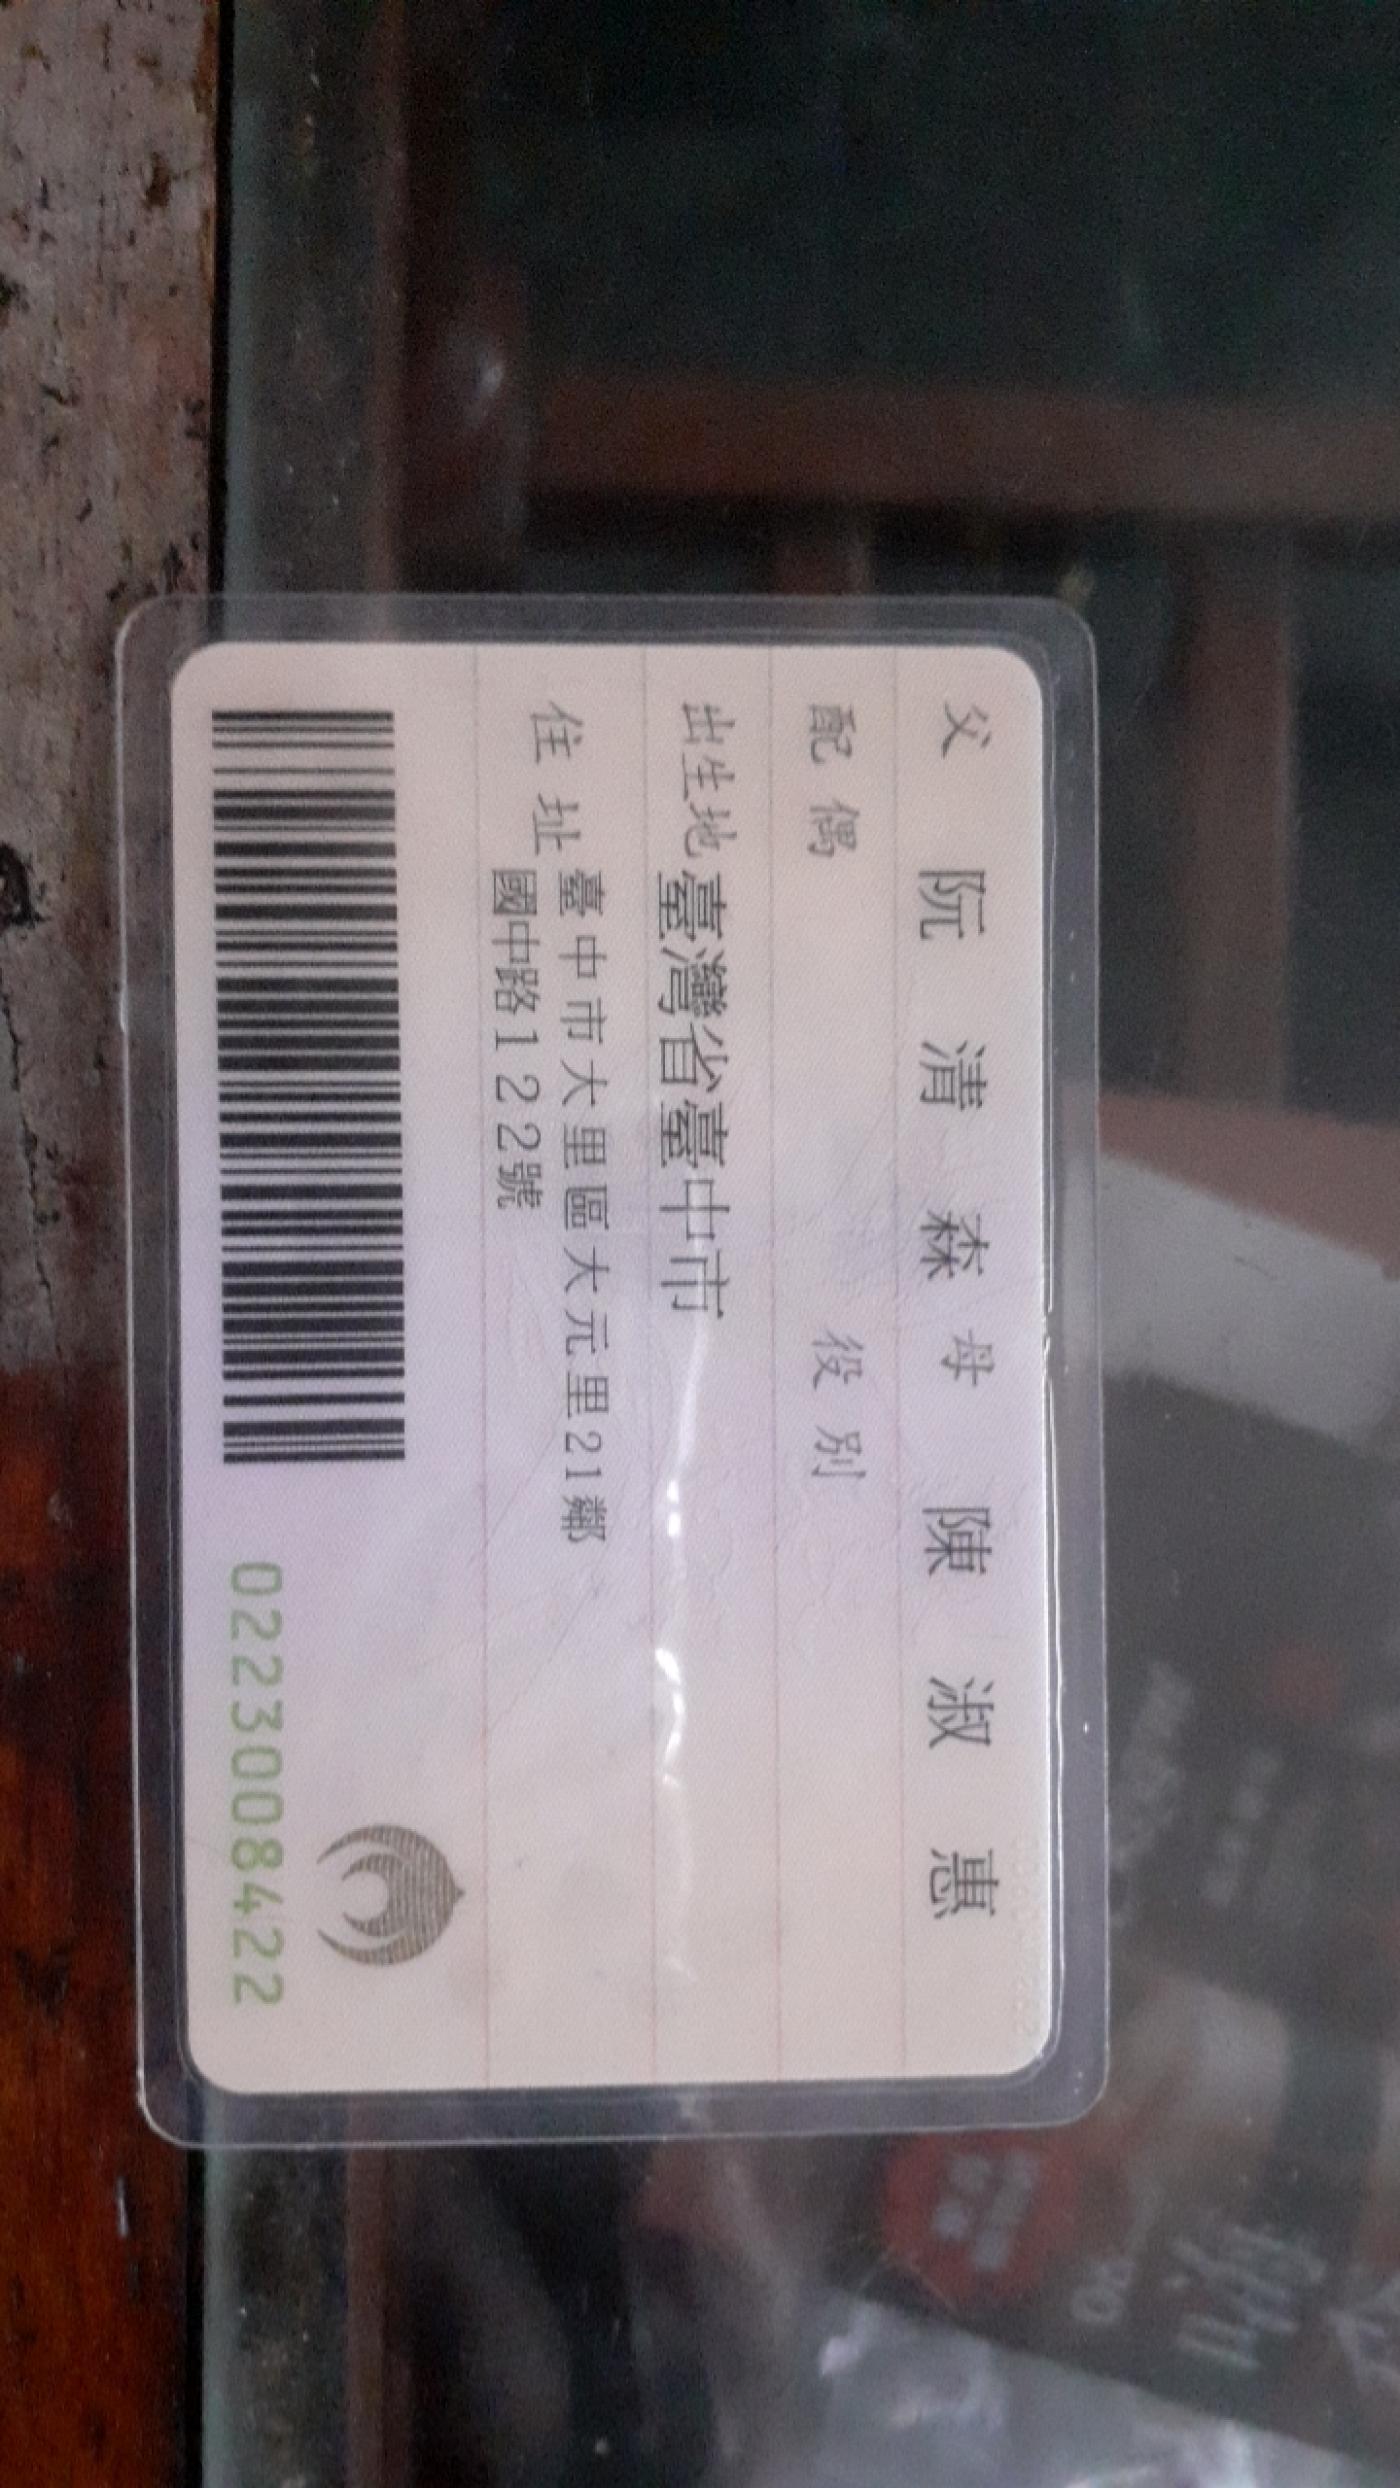 父 阮清森 母 陳淑惠
配偶 役別
出生地 臺灣省臺中市
住址 臺中市大里區大元里21鄰
國中路122號
0223008422